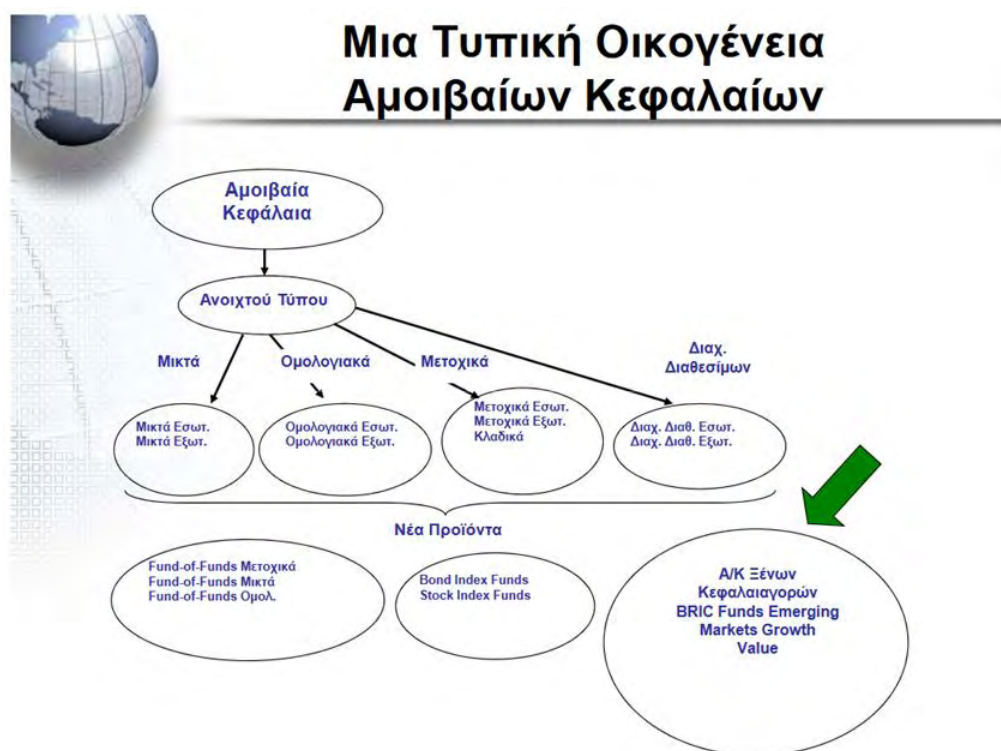 Μια Τυπική Οικογένεια
Αμοιβαίων Κεφαλαίων
Αμοιβαία
Κεφάλαια
Ανοιχτού Τύπου
Μικτά
Ομολογιακά
Μετοχικά
Διαχ.
Διαθεσίμων
Μικτά Εσωτ.
Μικτά Εξωτ.
Ομολογιακά Εσωτ.
Ομολογιακά Εξωτ.
Μετοχικά Εσωτ.
Μετοχικά Εξωτ.
Κλαδικά
Διαχ. Διαθ. Εσωτ.
Διαχ. Διαθ. Εξωτ.
Νέα Προϊόντα
Fund-of-Funds Μετοχικά
Fund-of-Funds Μικτά
Fund-of-Funds Ομολ.
Bond Index Funds
Stock Index Funds
Α/Κ Ξένων
Κεφαλαιαγορών
BRIC Funds Emerging
Markets Growth
Value